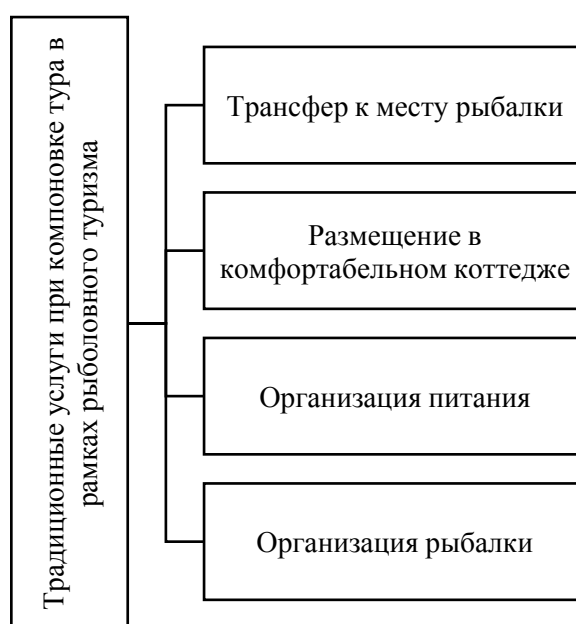 Традиционные услуги при компоновке тура в
рамках рыболовного туризма
Трансфер к месту рыбалки
Размещение в
комфортабельном коттедже
Организация питания
Организация рыбалки